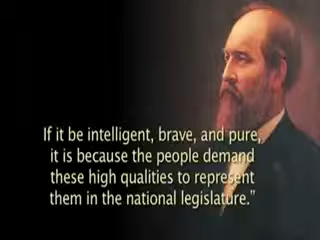 If it be intelligent, brave, and pure,
it is because the people demand
these high qualities to represent
them in the national legislature.”